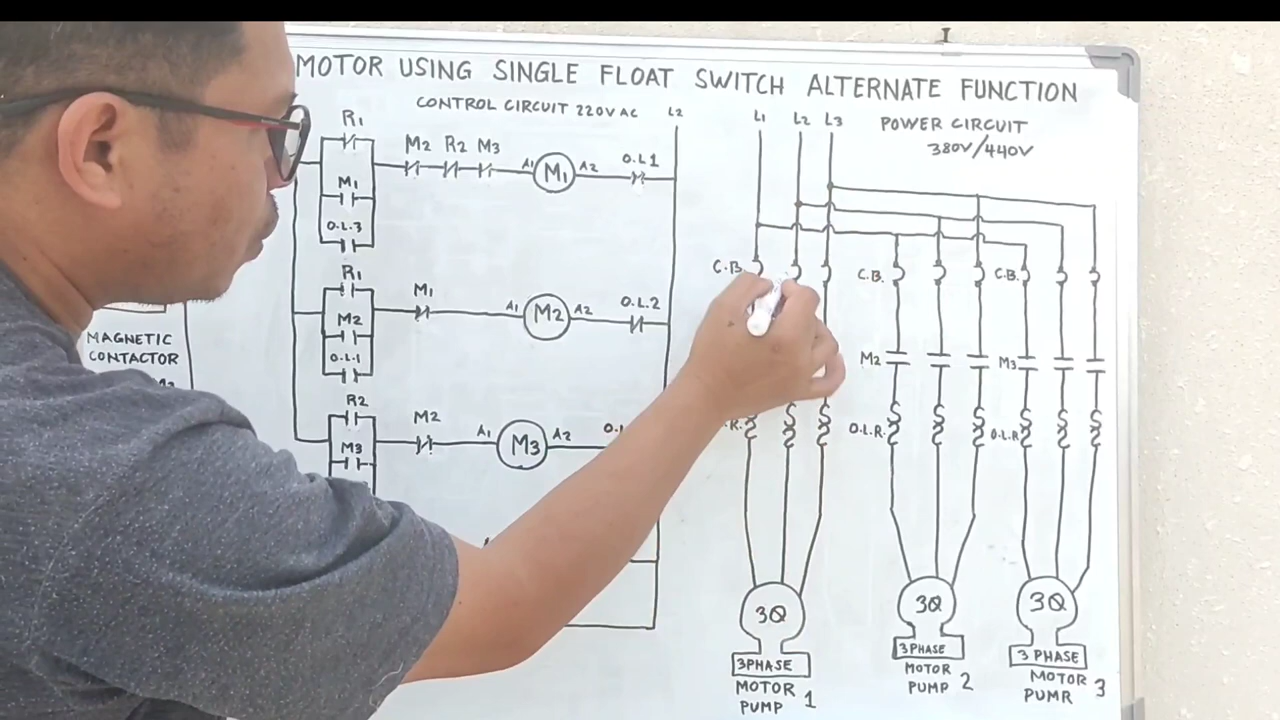 MOTOR USING SINGLE FLOAT SWITCH ALTERNATE FUNCTION
CONTROL CIRCUIT 220V AC
L2
L1 L2 L3
POWER CIRCUIT
380V/440V
R1
M2 R2 M3
A1 M1 A2
O.L1
M1
O.L.3
R1
M1
A1 M2 A2
O.L.2
M2
O.L.1
R2
M2
A1 M3 A2
M3
MAGNETIC
CONTACTOR
C.B.
C.B.
C.B.
M2
M3
O.L.R.
O.L.R
3Q
3Q
3Q
3PHASE
MOTOR
PUMP 1
3PHASE
MOTOR
PUMP 2
3 PHASE
MOTOR
PUMP 3